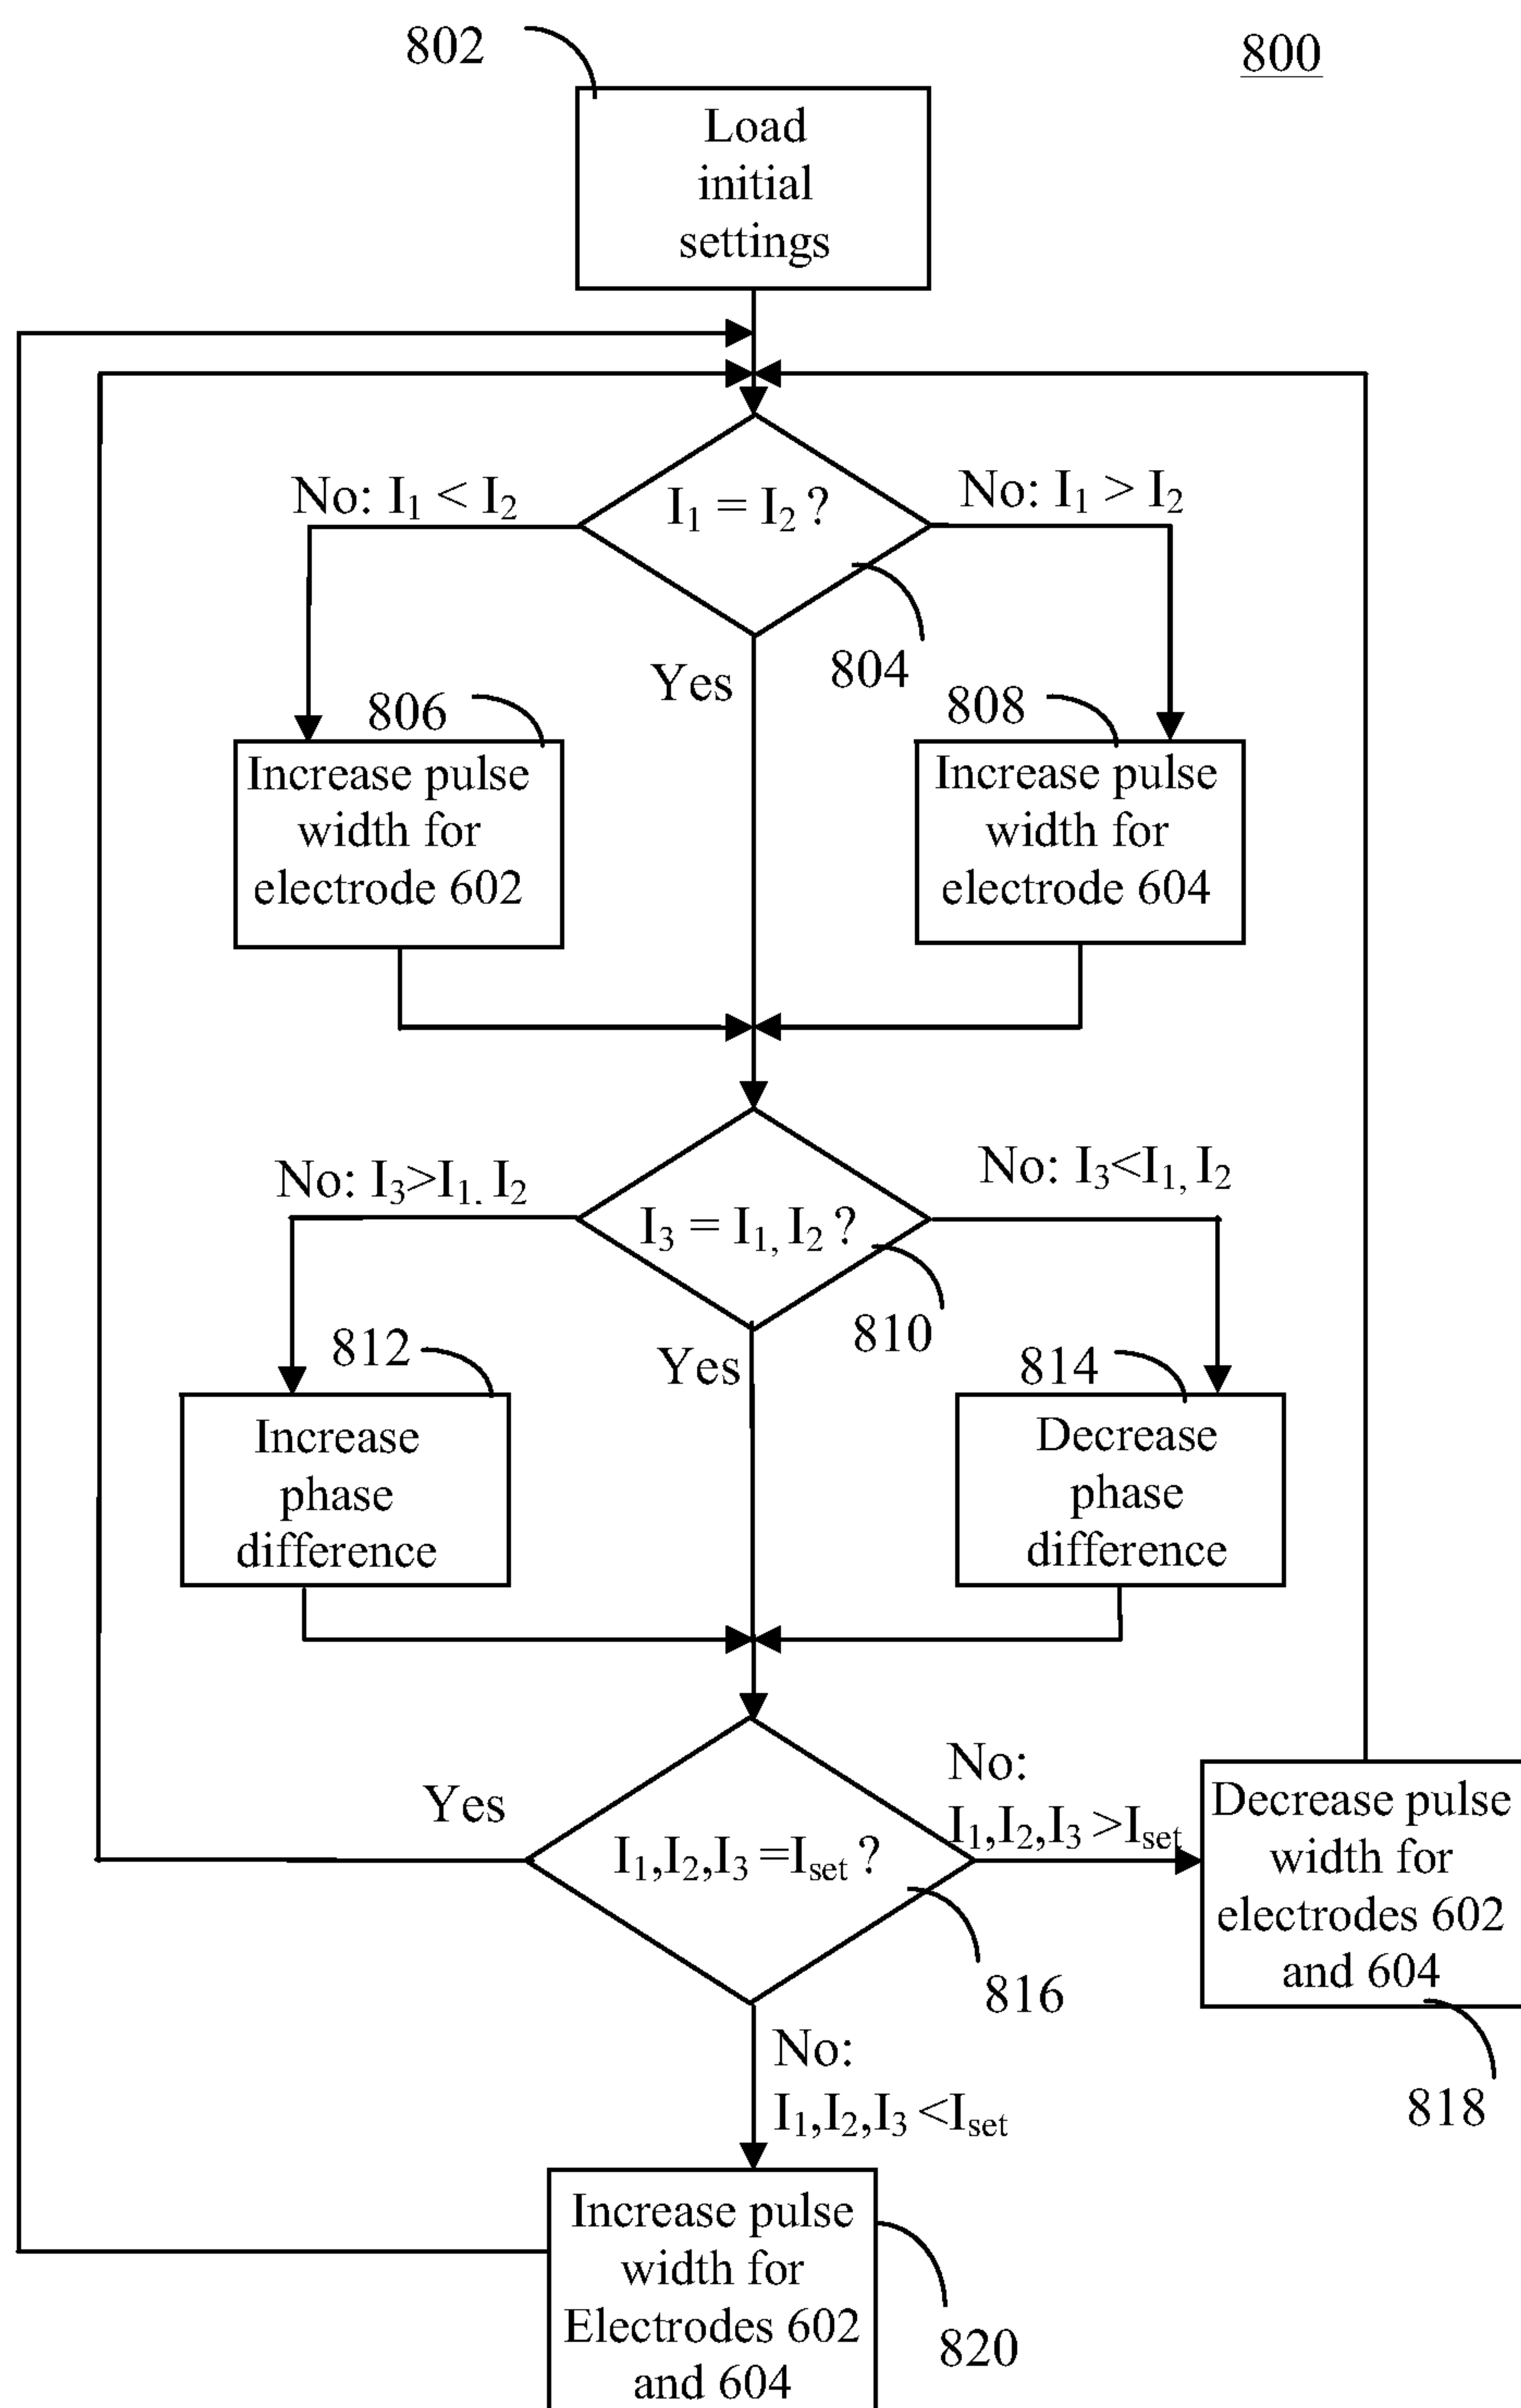 802
800
Load
initial
settings
No: I₁ < I₂
I₁ = I₂ ?
No: I₁ > I₂
804
Yes
806
808
Increase pulse
width for
electrode 602
Increase pulse
width for
electrode 604
No: I₃>I₁, I₂
I₃ = I₁, I₂ ?
No: I₃<I₁, I₂
810
Yes
812
814
Increase
phase
difference
Decrease
phase
difference
Yes
I₁,I₂,I₃ =Iset ?
No:
I₁,I₂,I₃ >Iset
816
Decrease pulse
width for
electrodes 602
and 604
818
No:
I₁,I₂,I₃ <Iset
Increase pulse
width for
Electrodes 602
and 604
820